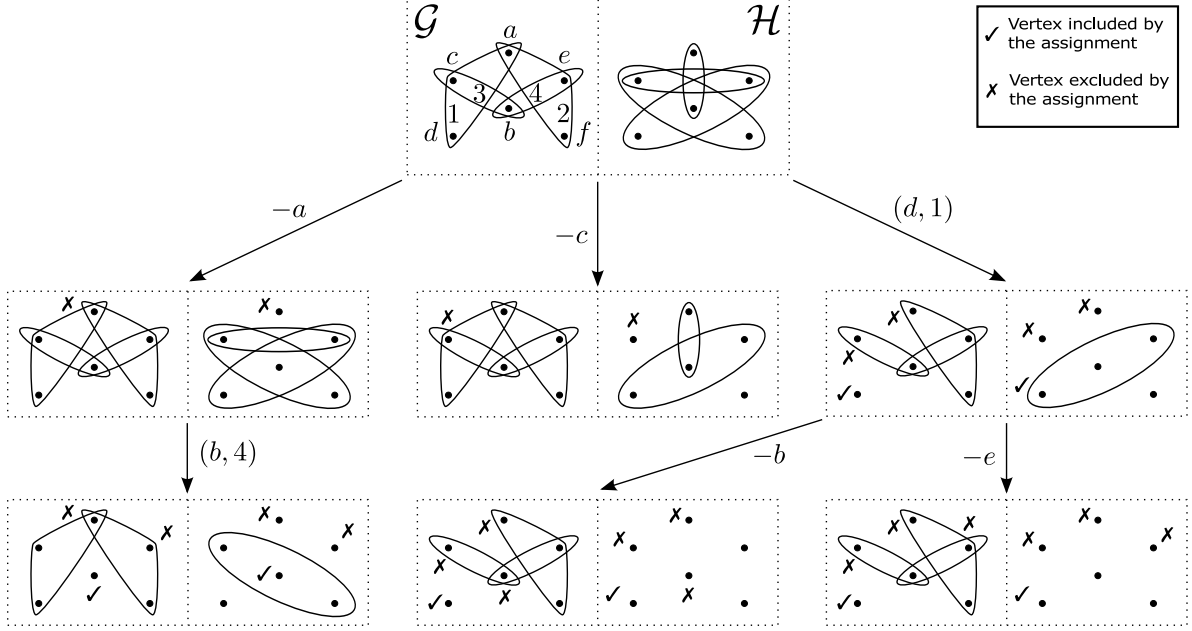 𝒢
ℋ
a
c
e
3
4
1
2
d
b
f
✓ Vertex included by
the assignment
✗ Vertex excluded by
the assignment
−a
−c
(d, 1)
✗
✗
✗
✗
✗
✗
✗
✗
✓
✓
(b, 4)
−b
−e
✗
✗
✗
✗
✓
✓
✗
✗
✗
✗
✗
✗
✓
✓
✗
✗
✗
✗
✗
✗
✓
✓